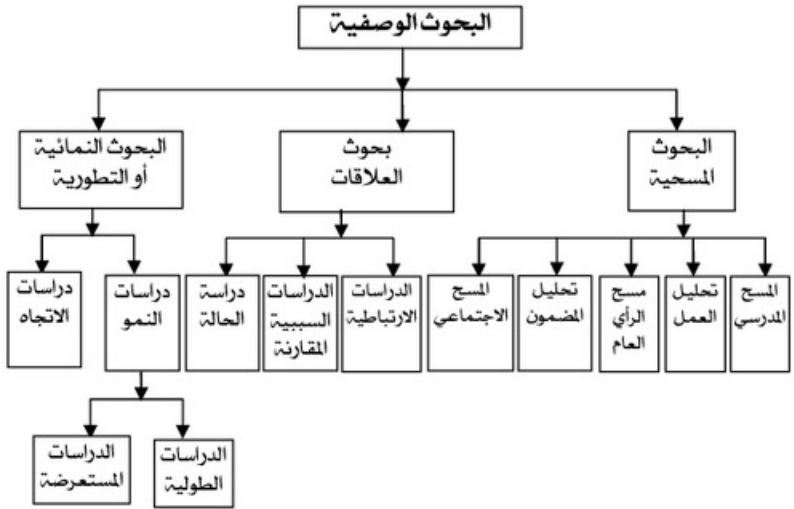 البحوث الوصفية
البحوث
المسحية
بحوث
العلاقات
البحوث النمائية
أو التطورية
المسح
المدرسي
تحليل
العمل
مسح
الرأي
العام
تحليل
المضمون
المسح
الاجتماعي
الدراسات
الارتباطية
الدراسات
السببية
المقارنة
دراسة
الحالة
دراسات
النمو
دراسات
الاتجاه
الدراسات
الطولية
الدراسات
المستعرضة